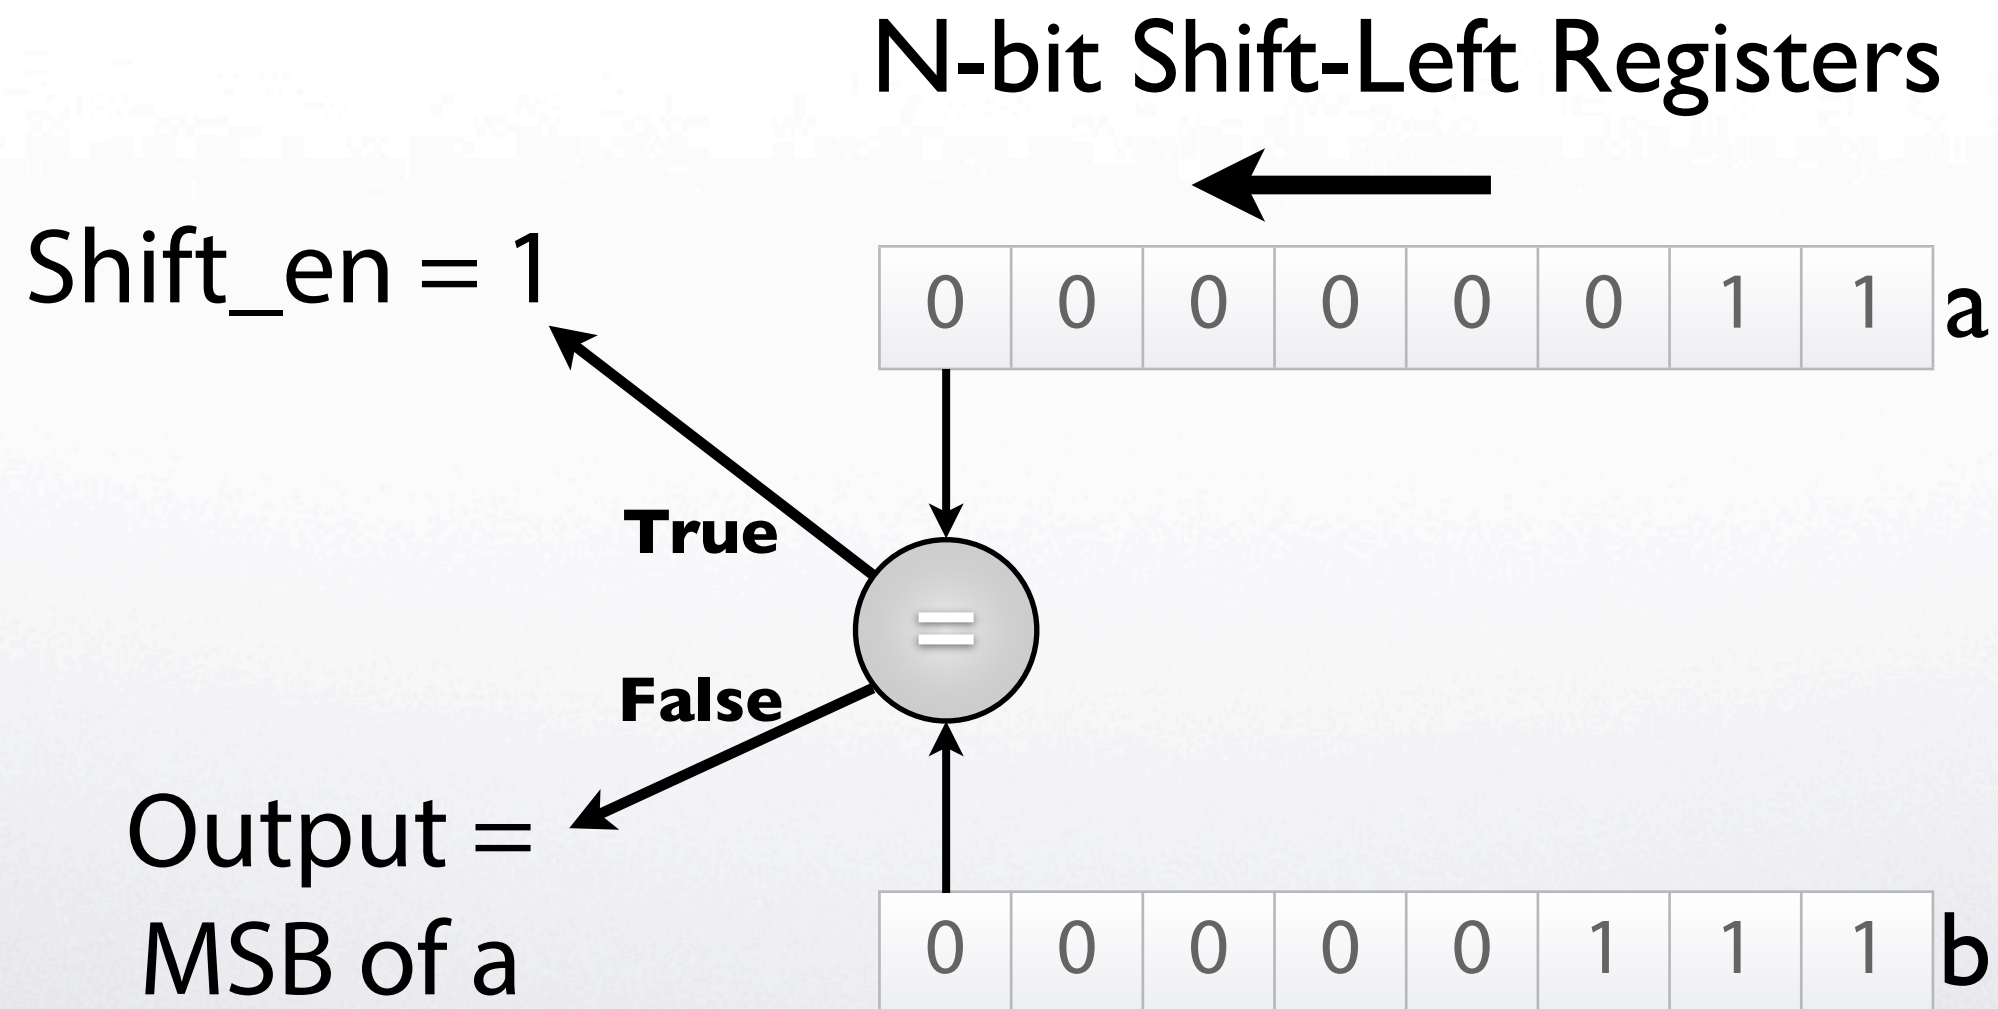 N-bit Shift-Left Registers
Shift_en = 1
0 0 0 0 0 0 1 1 a
True
=
False
Output =
MSB of a
0 0 0 0 0 1 1 1 b